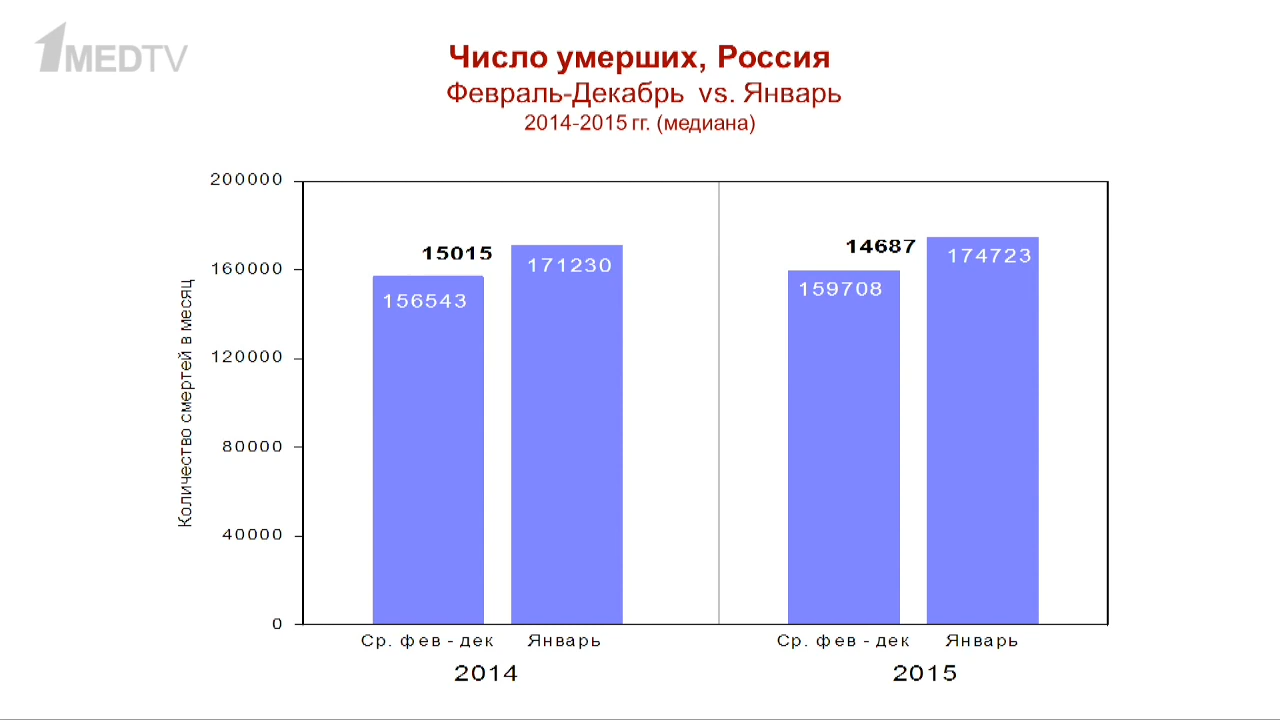 1MEDTV
Число умерших, Россия
Февраль-Декабрь vs. Январь
2014-2015 гг. (медиана)
Количество смертей в месяц
200000
160000
120000
80000
40000
0
15015
156543
171230
14687
159708
174723
Ср. фев - дек Январь Ср. фев - дек Январь
2014 2015